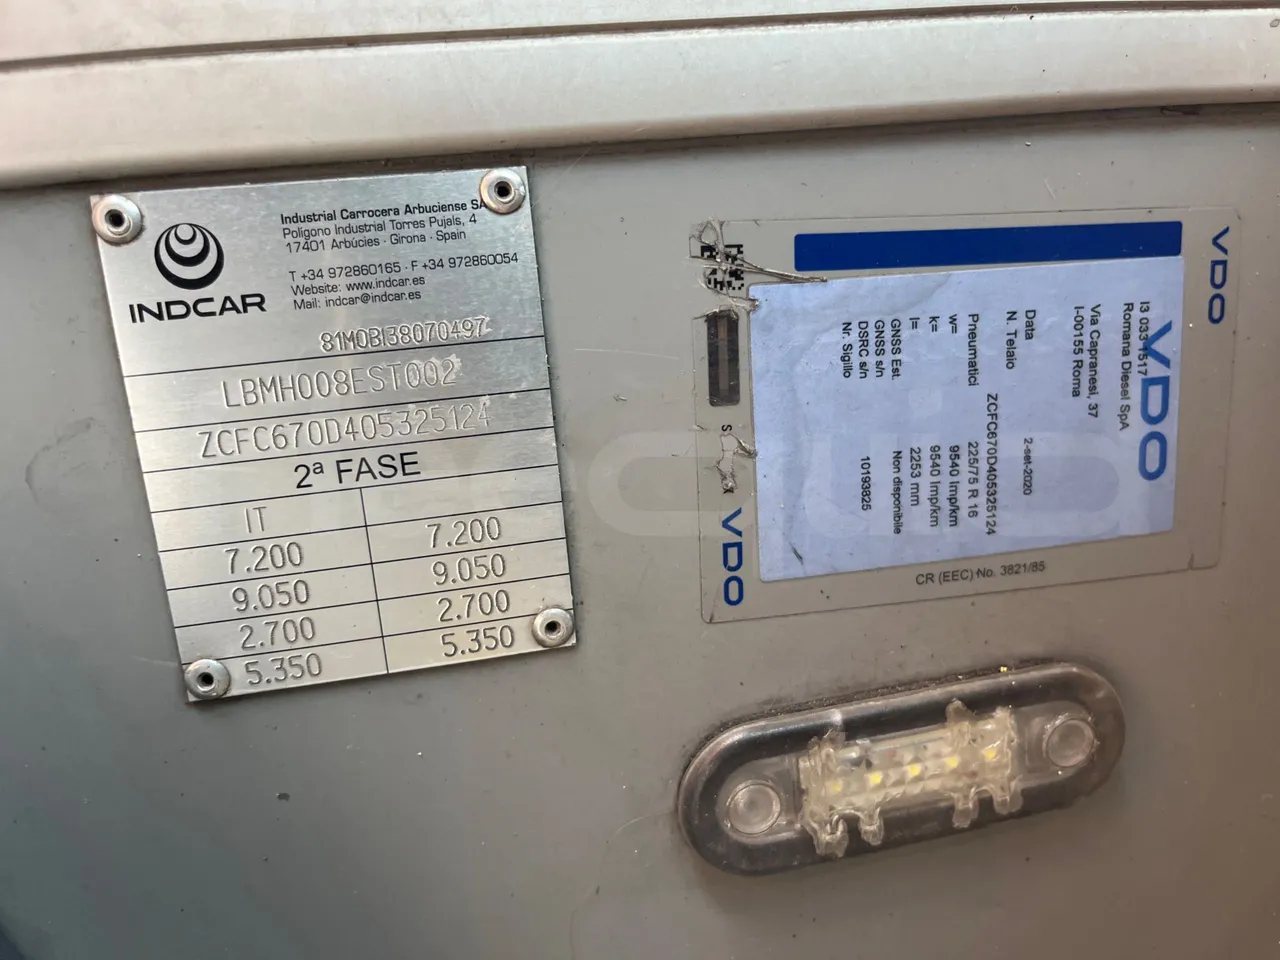 INDCAR
Industrial Carrocera Arbuciense SA
Polígono Industrial Torres Pujals, 4
17401 Arbúcies · Girona · Spain
T +34 972860165 · F +34 972860054
Website: www.indcar.es
Mail: indcar@indcar.es
81MOBI38070497
LBMH008EST002
ZCFC670D405325124
2ª FASE
IT
7.200 7.200
9.050 9.050
2.700 2.700
5.350 5.350
VDO
VDO
VDO
I3 033 1517
Romana Diesel SpA
Via Capranesi, 37
I-00155 Roma
Data 2-set-2020
N. Telaio ZCFC670D405325124
Pneumatici 225/75 R 16
w= 9540 Imp/km
k= 9540 Imp/km
l= 2253 mm
GNSS Est. Non disponibile
GNSS s/n
DSRC s/n 10193825
Nr. Sigillo
CR (EEC) No. 3821/85